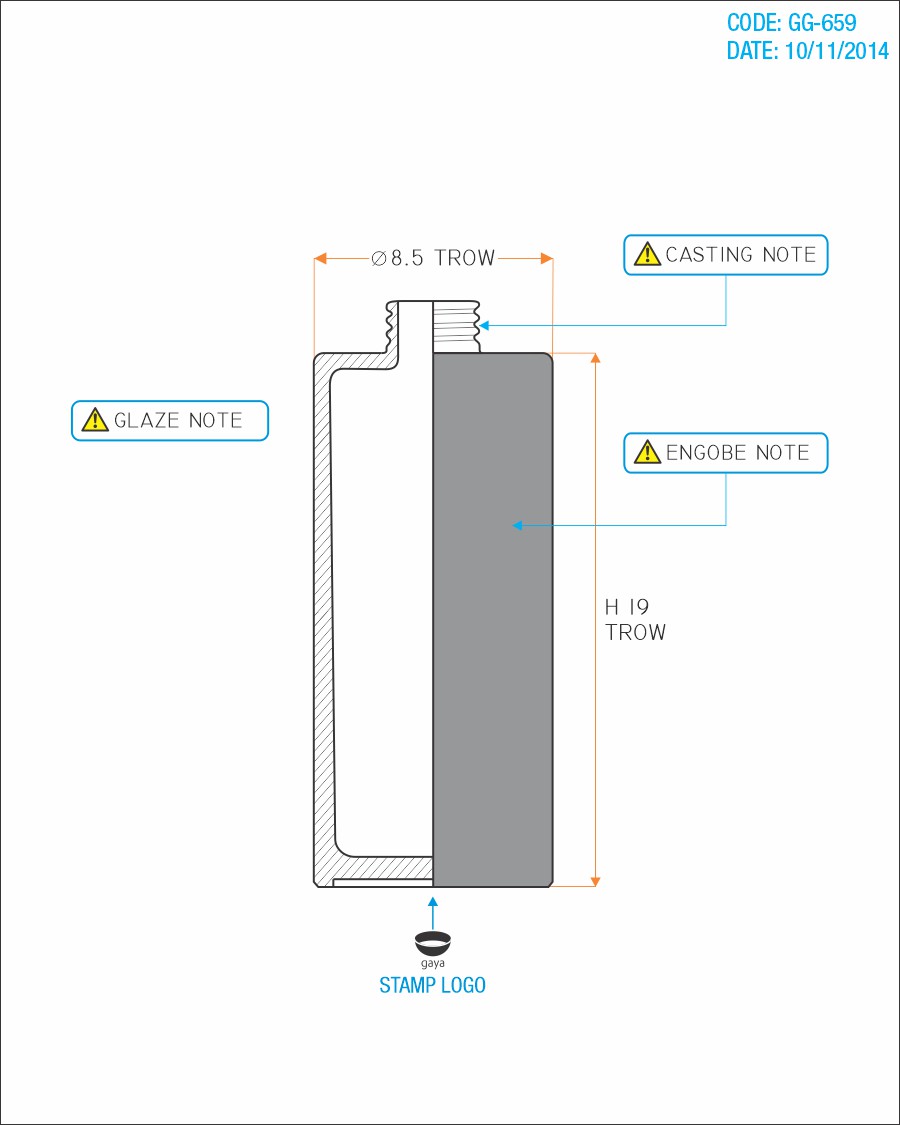 CODE: GG-659
DATE: 10/11/2014
Ø8.5 TROW
CASTING NOTE
GLAZE NOTE
ENGOBE NOTE
H 19
TROW
gaya
STAMP LOGO